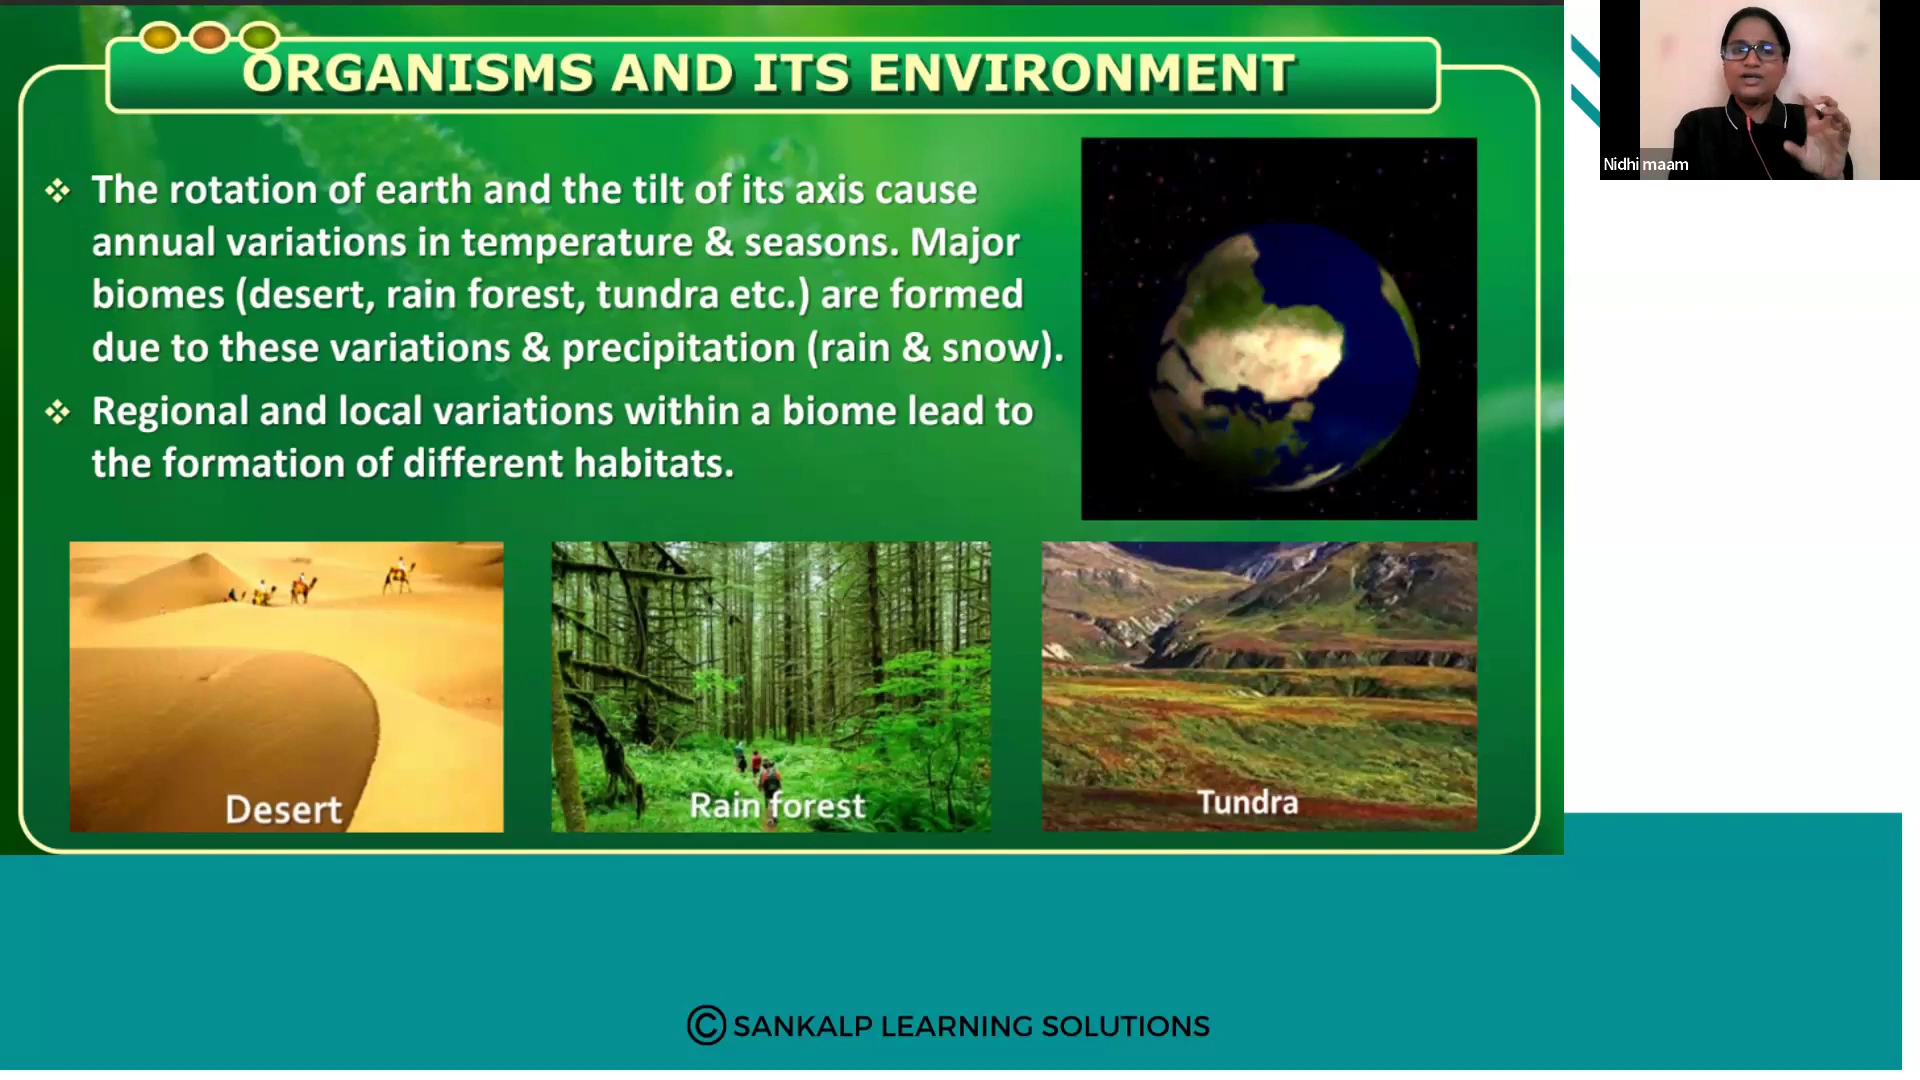 ORGANISMS AND ITS ENVIRONMENT
The rotation of earth and the tilt of its axis cause
annual variations in temperature & seasons. Major
biomes (desert, rain forest, tundra etc.) are formed
due to these variations & precipitation (rain & snow).
Regional and local variations within a biome lead to
the formation of different habitats.
Desert
Rain forest
Tundra
Nidhi maam
© SANKALP LEARNING SOLUTIONS